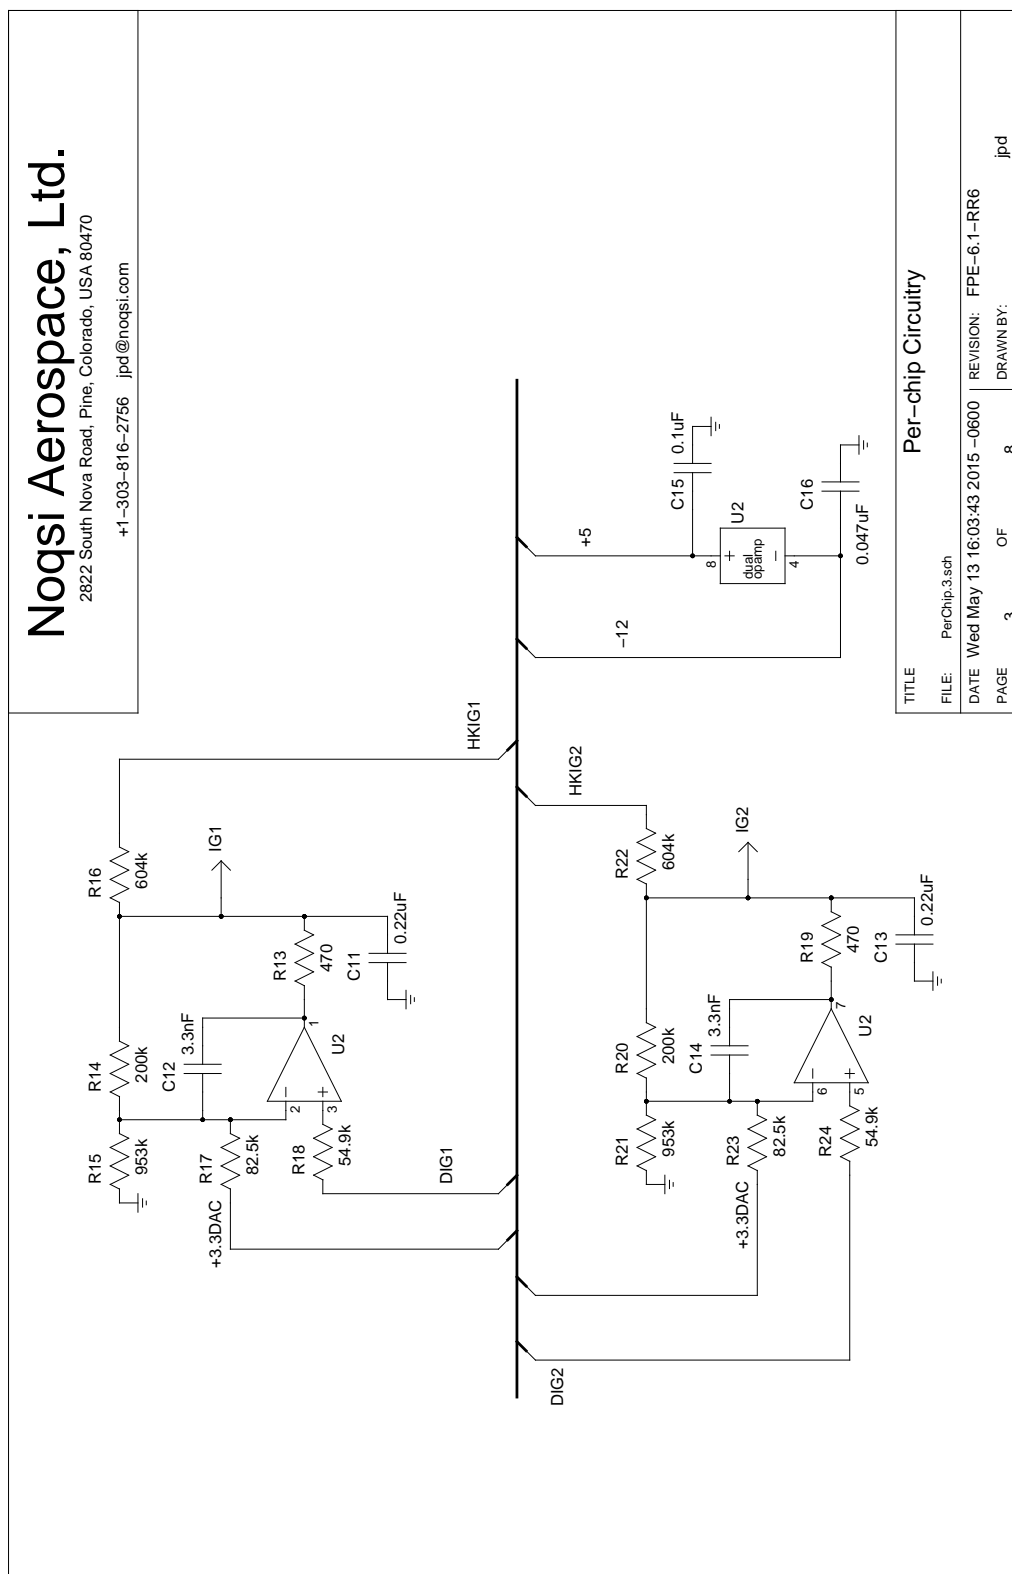 Noqsi Aerospace, Ltd.
2822 South Nova Road, Pine, Colorado, USA 80470
+1−303−816−2756 jpd@noqsi.com
R15
953k
R14
200k
R16
604k
HKIG1
C12
3.3nF
IG1
+3.3DAC
R17
82.5k
2
3
1
U2
R13
470
R18
54.9k
C11
0.22uF
DIG1
DIG2
HKIG2
−12
+5
C15
0.1uF
8
+
dual
opamp
−
4
U2
C16
0.047uF
R21
953k
R20
200k
R22
604k
C14
3.3nF
IG2
+3.3DAC
R23
82.5k
6
5
7
U2
R19
470
R24
54.9k
C13
0.22uF
TITLE
Per−chip Circuitry
FILE: PerChip.3.sch
REVISION: FPE−6.1−RR6
DATE Wed May 13 16:03:43 2015 −0600
PAGE 3 OF 8
DRAWN BY: jpd